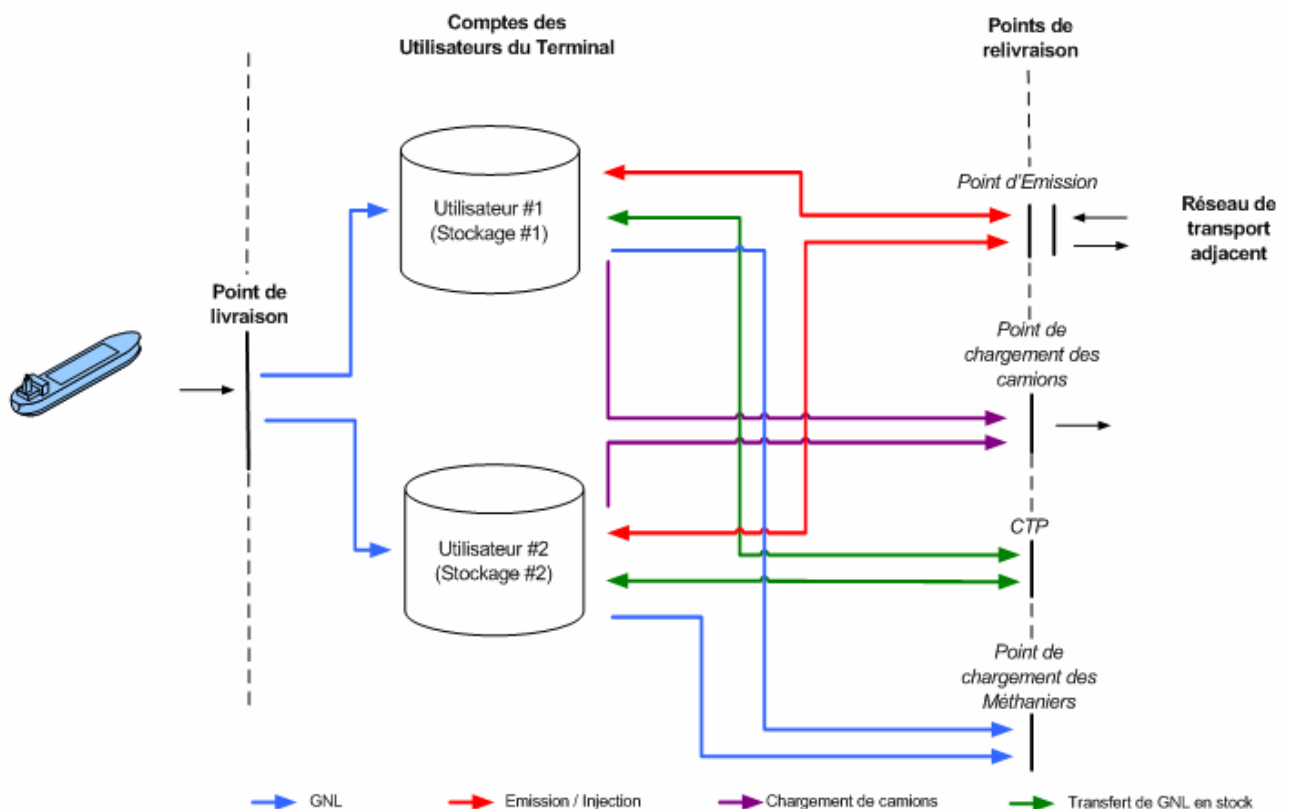 Comptes des
Utilisateurs du Terminal
Points de
relivraison
Point d'Emission
Réseau de
transport
adjacent
Utilisateur #1
(Stockage #1)
Point de
livraison
Point de
chargement des
camions
CTP
Utilisateur #2
(Stockage #2)
Point de
chargement des
Méthaniers
GNL
Emission / Injection
Chargement de camions
Transfert de GNL en stock